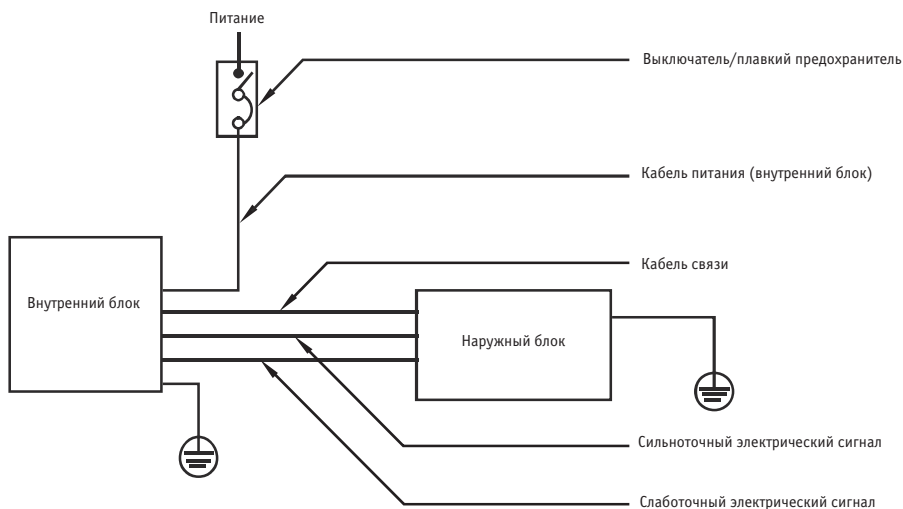 Питание
Выключатель/плавкий предохранитель
Кабель питания (внутренний блок)
Кабель связи
Внутренний блок
Наружный блок
Сильноточный электрический сигнал
Слаботочный электрический сигнал